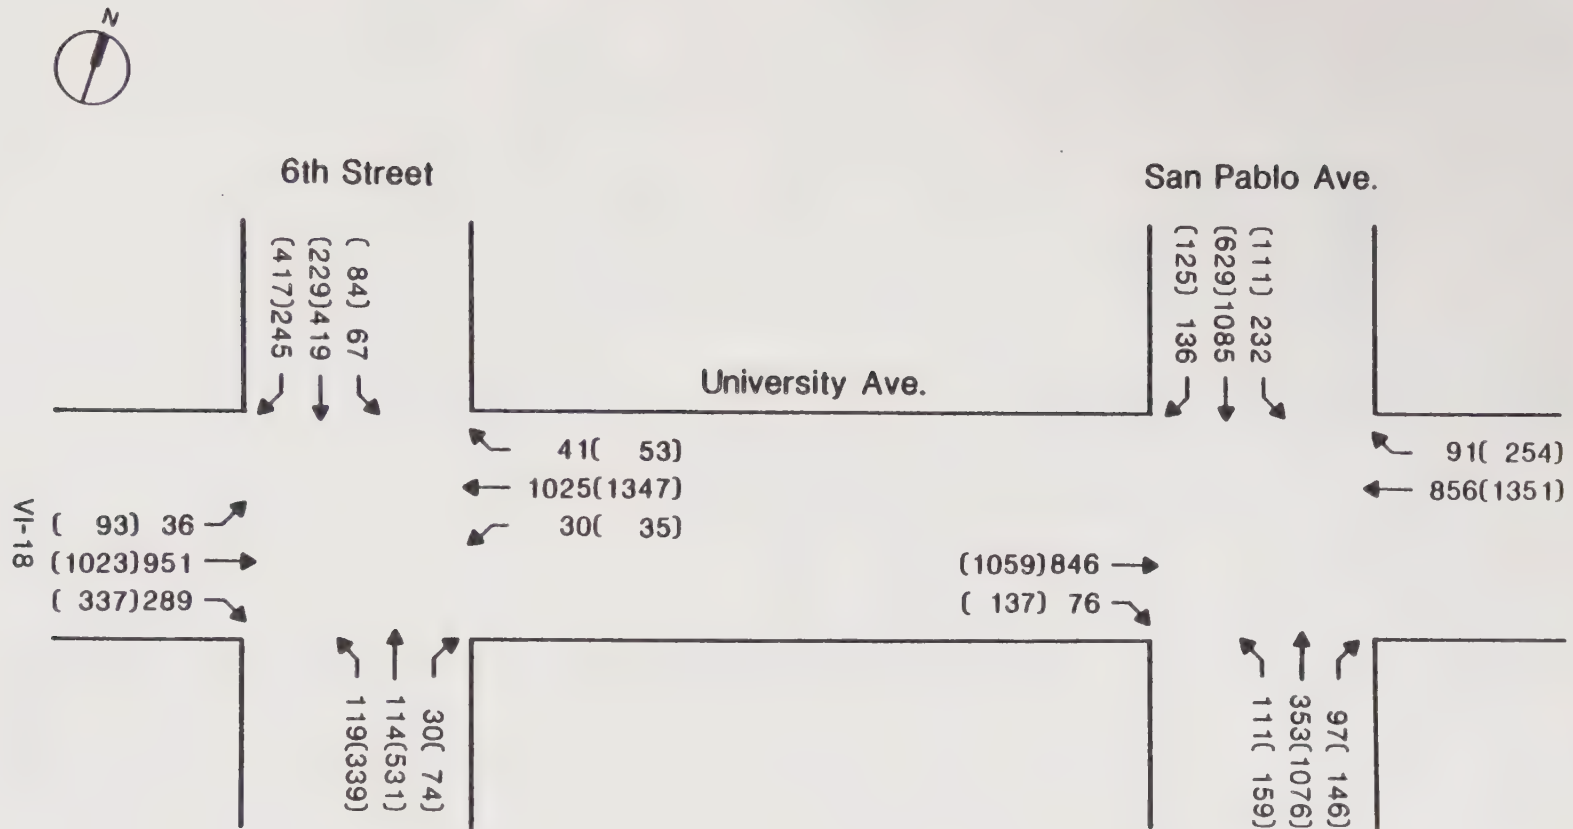 N
6th Street
San Pablo Ave.
(417)245
(229)419
( 84) 67
(125) 136
(629)1085
(111) 232
University Ave.
41( 53)
1025(1347)
30( 35)
91( 254)
856(1351)
VI-18
( 93) 36
(1023)951
( 337)289
(1059)846
( 137) 76
119(339)
114(531)
30( 74)
111( 159)
353(1076)
97( 146)